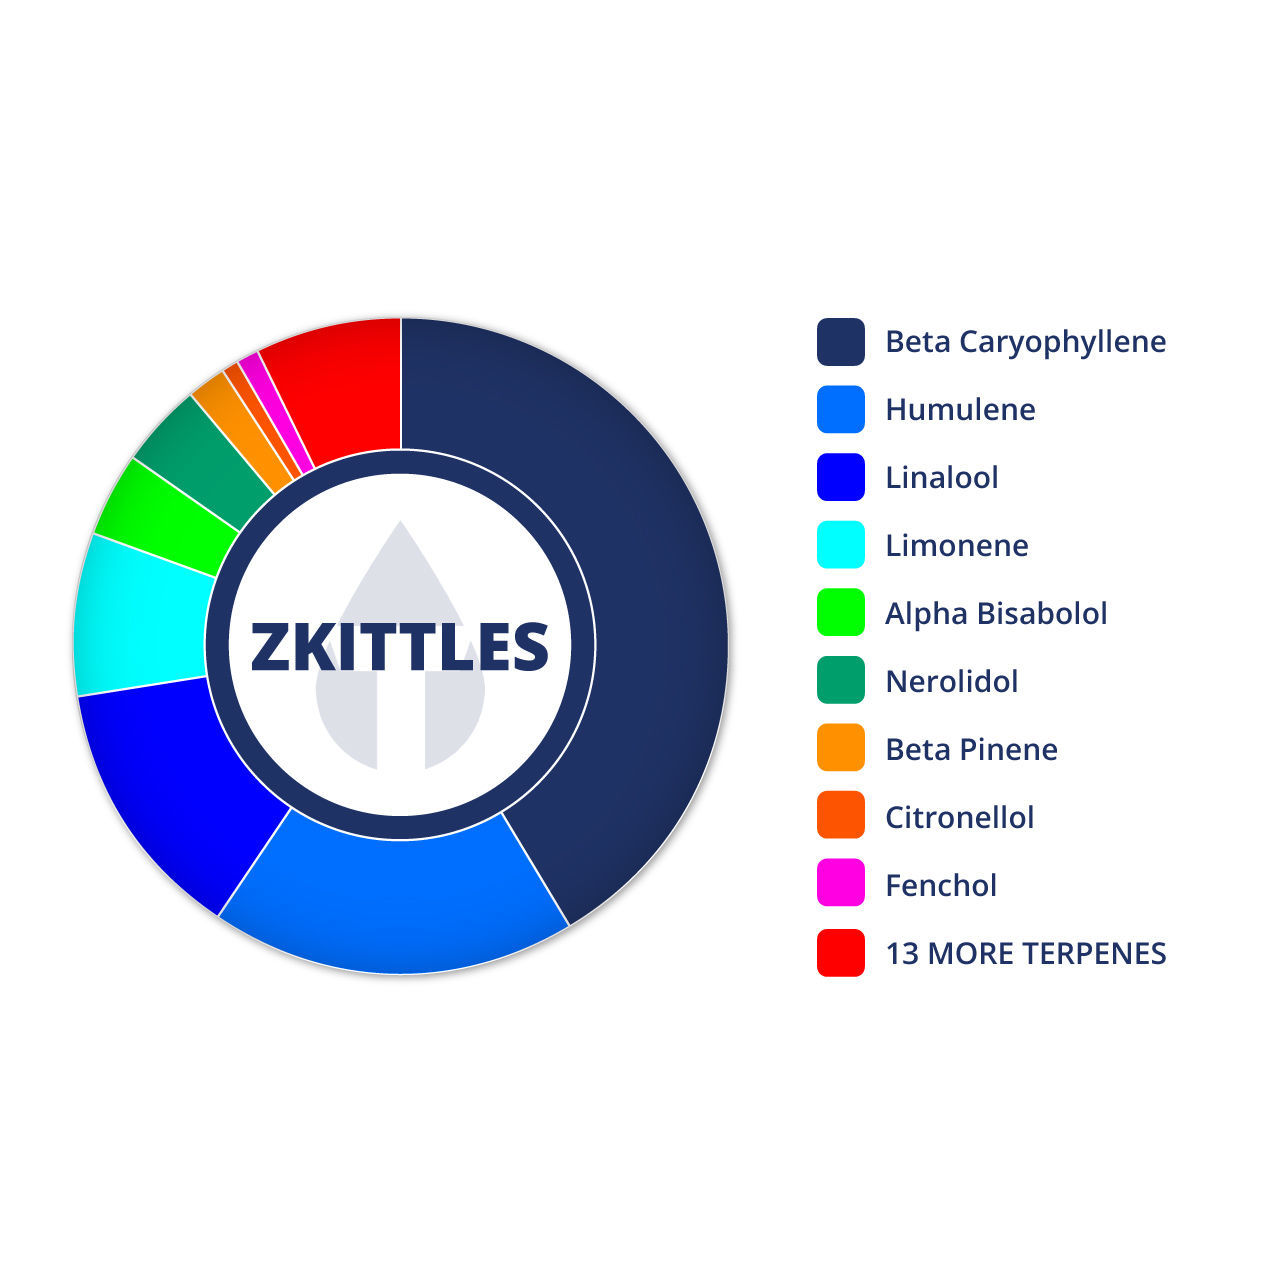 ZKITTLES
Beta Caryophyllene
Humulene
Linalool
Limonene
Alpha Bisabolol
Nerolidol
Beta Pinene
Citronellol
Fenchol
13 MORE TERPENES